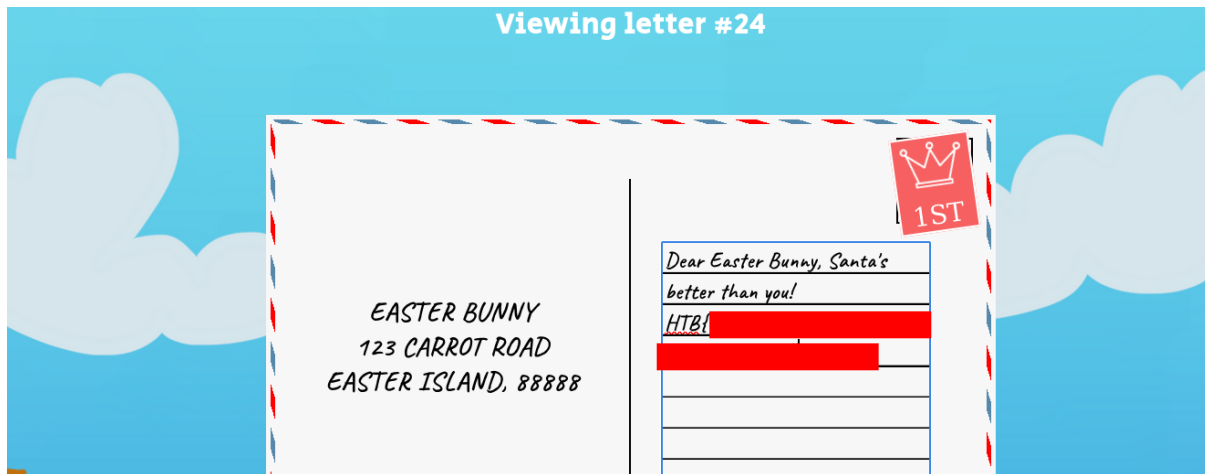 Viewing letter #24
1ST
Dear Easter Bunny, Santa's
better than you!
HTB{
EASTER BUNNY
123 CARROT ROAD
EASTER ISLAND, 88888